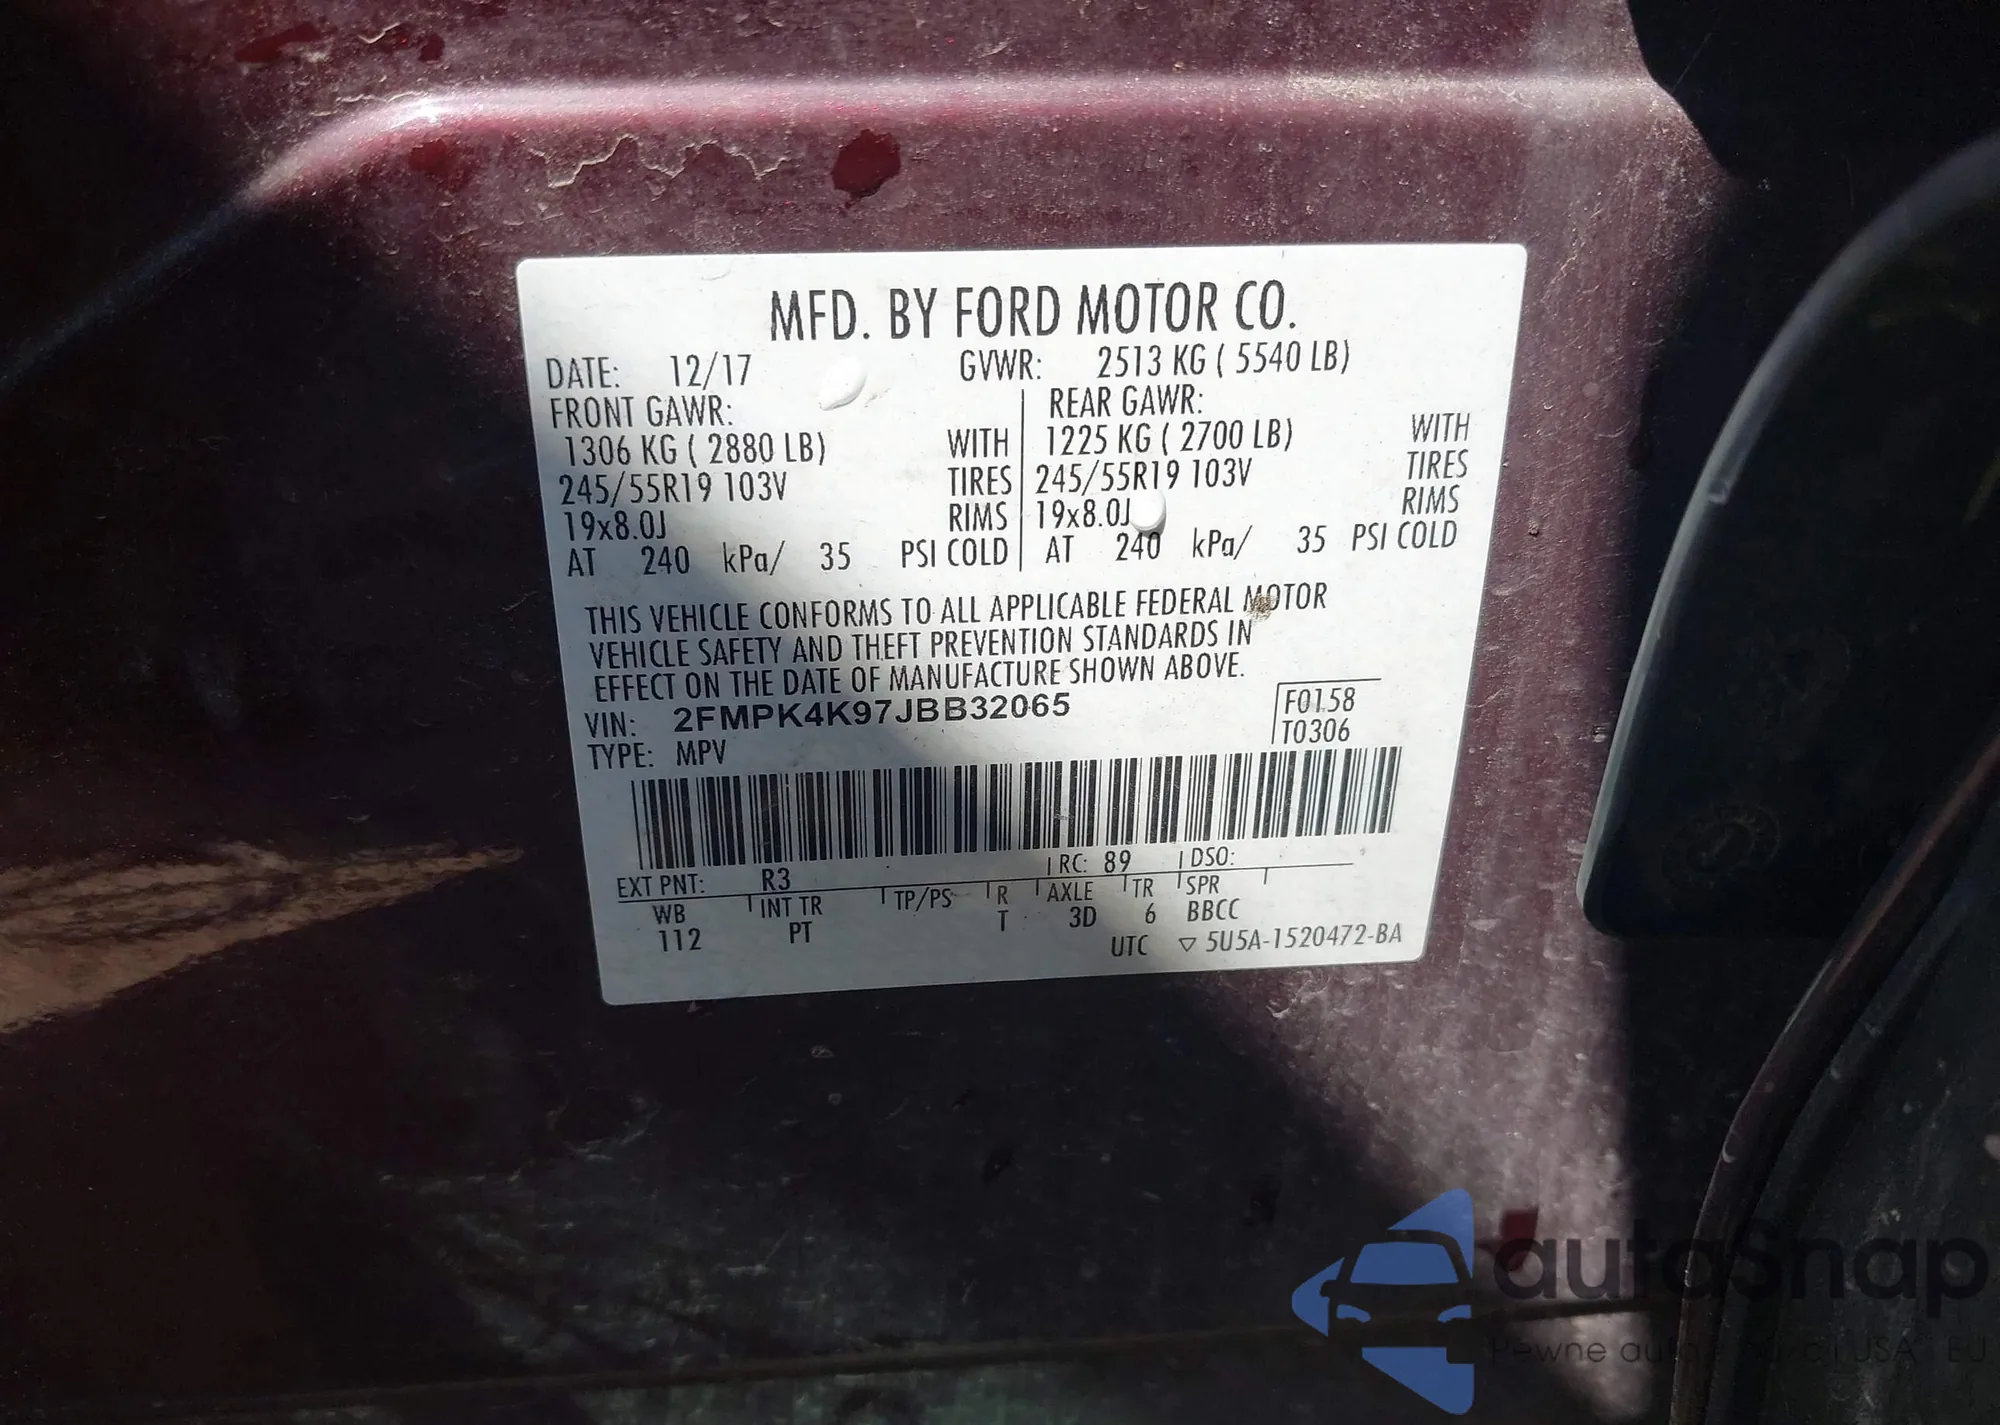 MFD. BY FORD MOTOR CO.
DATE: 12/17 GVWR: 2513 KG ( 5540 LB)
FRONT GAWR: REAR GAWR:
1306 KG ( 2880 LB) WITH 1225 KG ( 2700 LB) WITH
245/55R19 103V TIRES 245/55R19 103V TIRES
19x8.0J RIMS 19x8.0J RIMS
AT 240 kPa/ 35 PSI COLD AT 240 kPa/ 35 PSI COLD
THIS VEHICLE CONFORMS TO ALL APPLICABLE FEDERAL MOTOR
VEHICLE SAFETY AND THEFT PREVENTION STANDARDS IN
EFFECT ON THE DATE OF MANUFACTURE SHOWN ABOVE.
VIN: 2FMPK4K97JBB32065 F0158
TYPE: MPV T0306
EXT PNT: R3 RC: 89 DSO:
WB INT TR TP/PS R AXLE TR SPR
112 PT T 3D 6 BBCC
UTC ▽ 5U5A-1520472-BA
autaSnap
Pewne auta USA EU